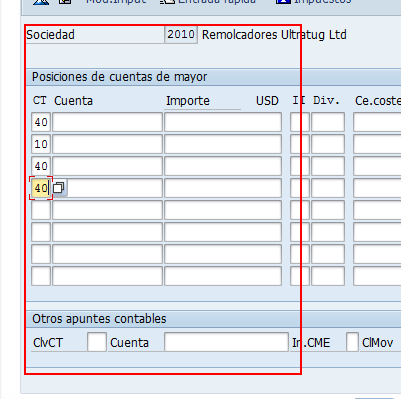 Mod.Imput Entrada rápida Impuestos
Sociedad 2010 Remolcadores Ultratug Ltd
Posiciones de cuentas de mayor
CT Cuenta Importe USD II Div. Ce.coste
40
10
40
40
Otros apuntes contables
ClvCT Cuenta In.CME ClMov